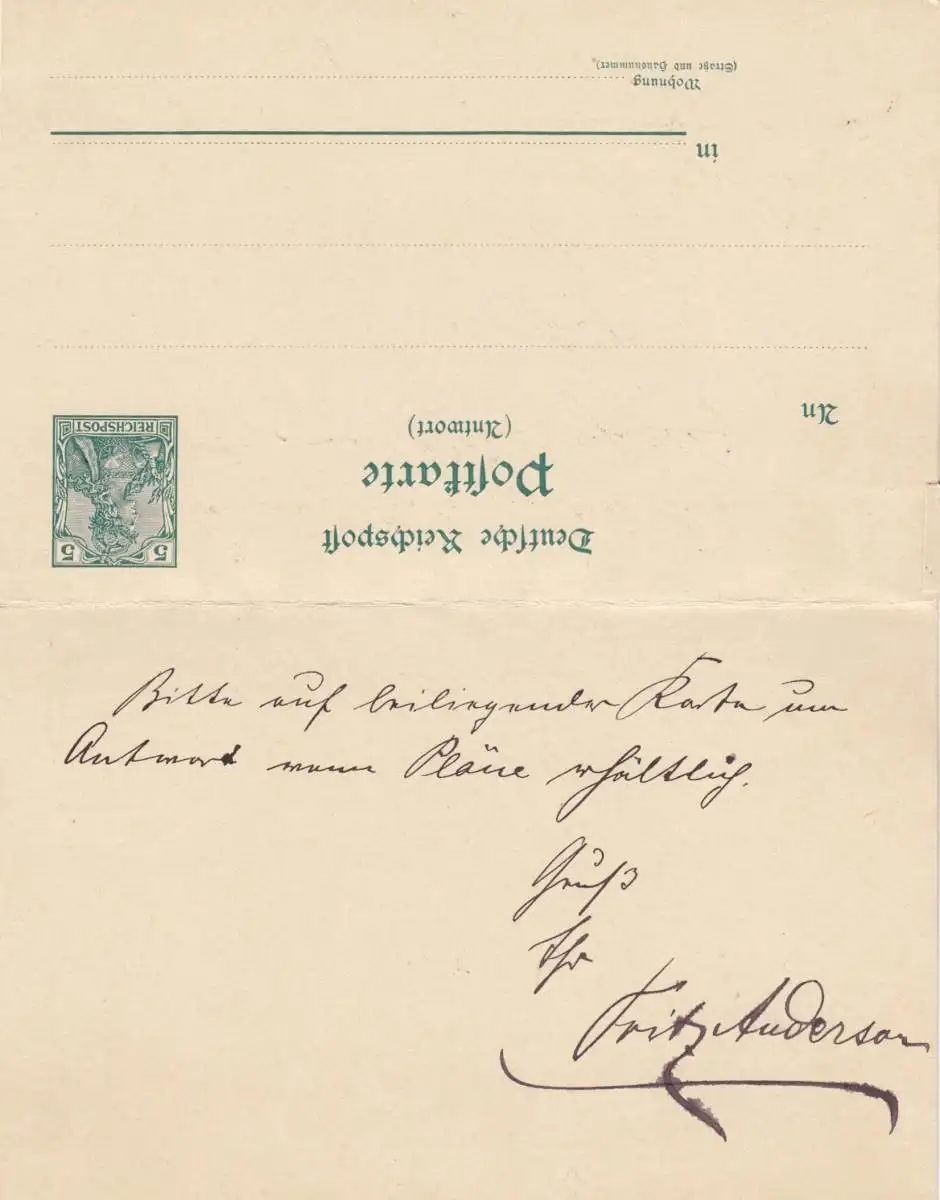 (Straße und Hausnummer)
Wohnung
in
An
(Antwort)
Postkarte
Deutsche Reichspost
REICHSPOST
5 5
Bitte auf beiliegender Karte um
Antwort wenn Pläne erhältlich.
Gruß
Ihr
Fritz Anderson